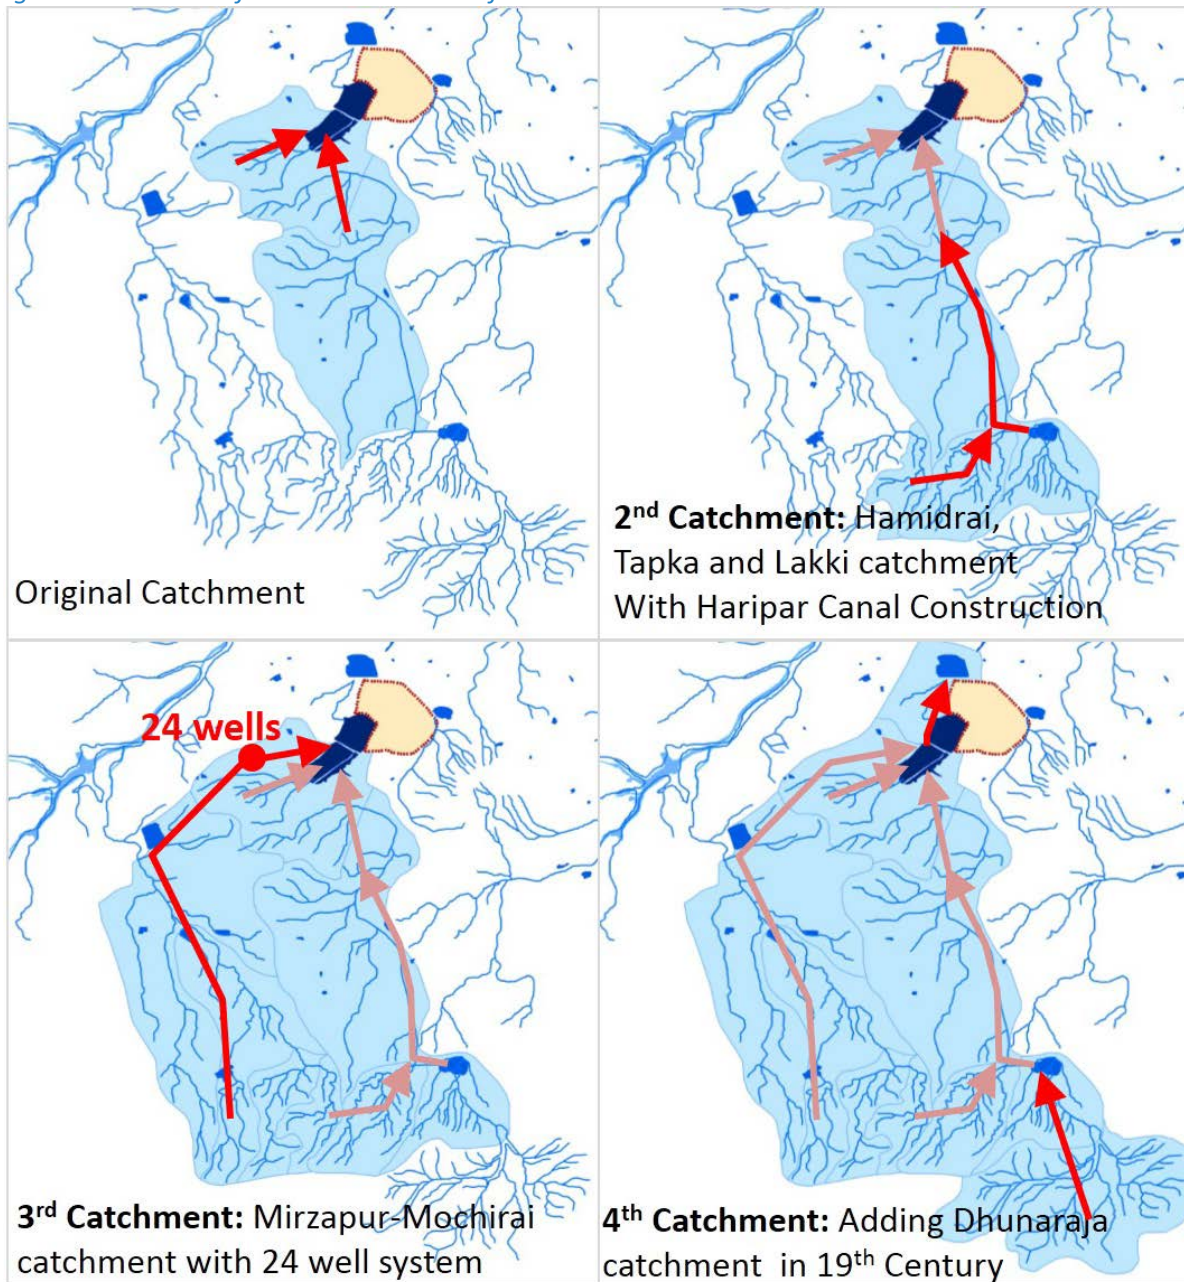 Original Catchment
2nd Catchment: Hamidrai,
Tapka and Lakki catchment
With Haripar Canal Construction
24 wells
3rd Catchment: Mirzapur-Mochirai
catchment with 24 well system
4th Catchment: Adding Dhunaraja
catchment in 19th Century